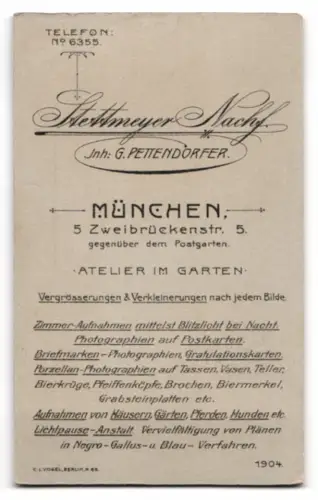 TELEFON:
No 6355.
Stettmeyer Nachf.
Jnh: G. PETTENDORFER.
MÜNCHEN,
5 Zweibrückenstr. 5.
gegenüber dem Postgarten.
·ATELIER IM GARTEN·
Vergrösserungen & Verkleinerungen nach jedem Bilde.
Zimmer-Aufnahmen mittelst Blitzlicht bei Nacht.
Photographien auf Postkarten.
Briefmarken-Photographien, Gratulationskarten,
Porzellan-Photographien auf Tassen, Vasen, Teller,
Bierkrüge, Pfeiffenköpfe, Brochen, Biermerkel,
Grabsteinplatten etc.
Aufnahmen von Häusern, Gärten, Pferden, Hunden etc.
Lichtpause-Anstalt. Vervielfältigung von Plänen
in Negro-Gallus- u Blau-Verfahren.
BERLIN,
1904.